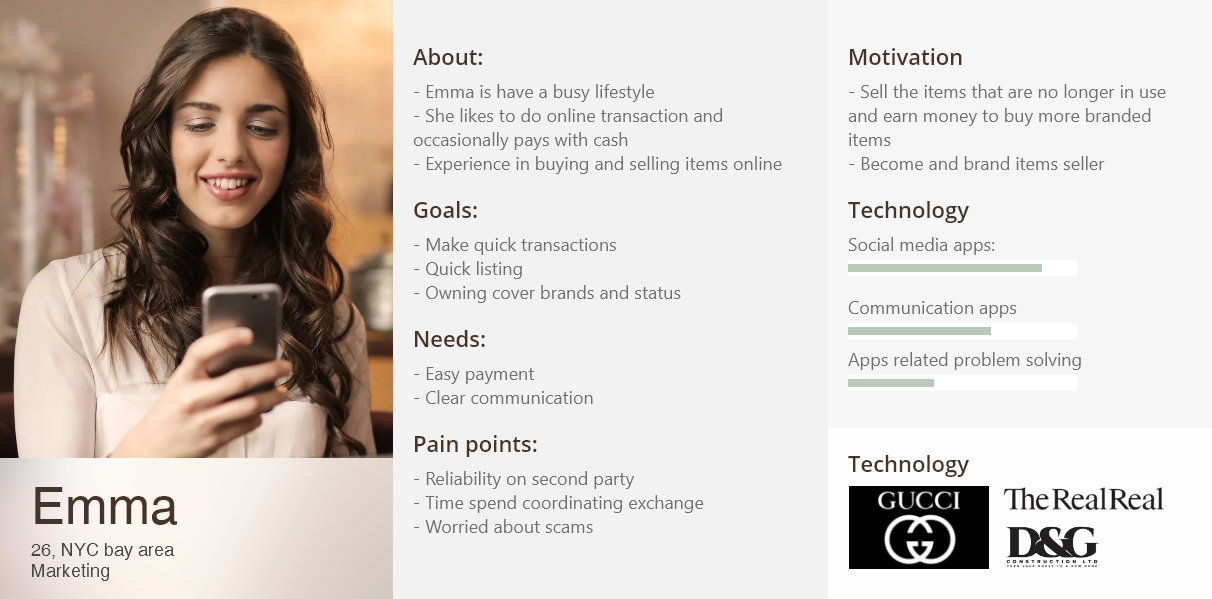 Emma
26, NYC bay area
Marketing
About:
- Emma is have a busy lifestyle
- She likes to do online transaction and
occasionally pays with cash
- Experience in buying and selling items online
Goals:
- Make quick transactions
- Quick listing
- Owning cover brands and status
Needs:
- Easy payment
- Clear communication
Pain points:
- Reliability on second party
- Time spend coordinating exchange
- Worried about scams
Motivation
- Sell the items that are no longer in use
and earn money to buy more branded
items
- Become and brand items seller
Technology
Social media apps:
Communication apps
Apps related problem solving
Technology
GUCCI
The RealReal
D&G
CONSTRUCTION LTD